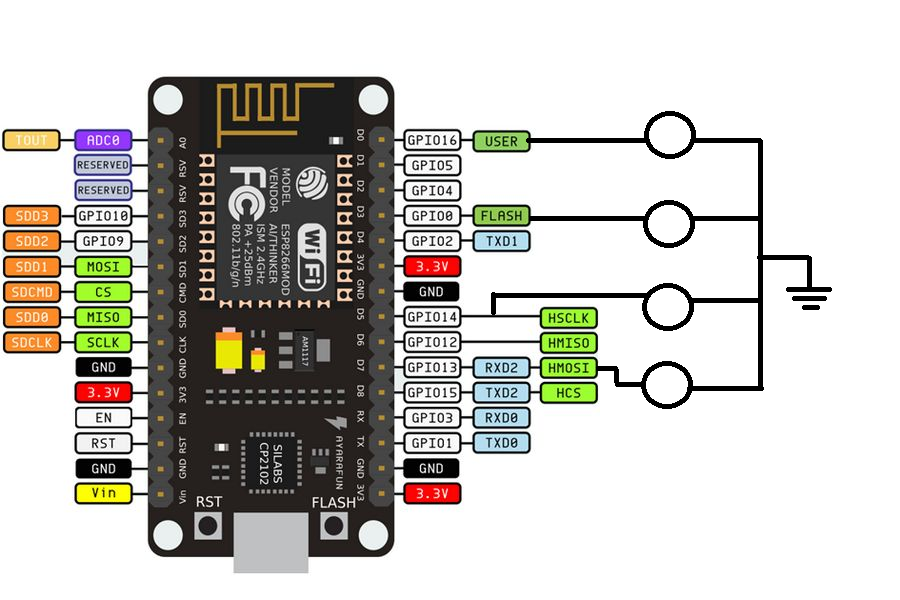 TOUT ADC0 A0 D0 GPIO16 USER
RESERVED RSV D1 GPIO5
RESERVED RSV D2 GPIO4
SDD3 GPIO10 SD3 D3 GPIO0 FLASH
SDD2 GPIO9 SD2 D4 GPIO2 TXD1
SDD1 MOSI SD1 3V3 3.3V
SDCMD CS CMD GND GND
SDD0 MISO SD0 D5 GPIO14 HSCLK
SDCLK SCLK CLK D6 GPIO12 HMISO
GND GND D7 GPIO13 RXD2 HMOSI
3.3V 3V3 D8 GPIO15 TXD2 HCS
EN EN RX GPIO3 RXD0
RST RST TX GPIO1 TXD0
GND GND GND GND
Vin Vin 3V3 3.3V
MODEL ESP8266MOD
VENDOR AI/THINKER
ISM 2.4GHz
PA +25dBm
802.11b/g/n
FC
Wi Fi
AM1117
SILABS
CP2102
AYARAFUN
RST FLASH